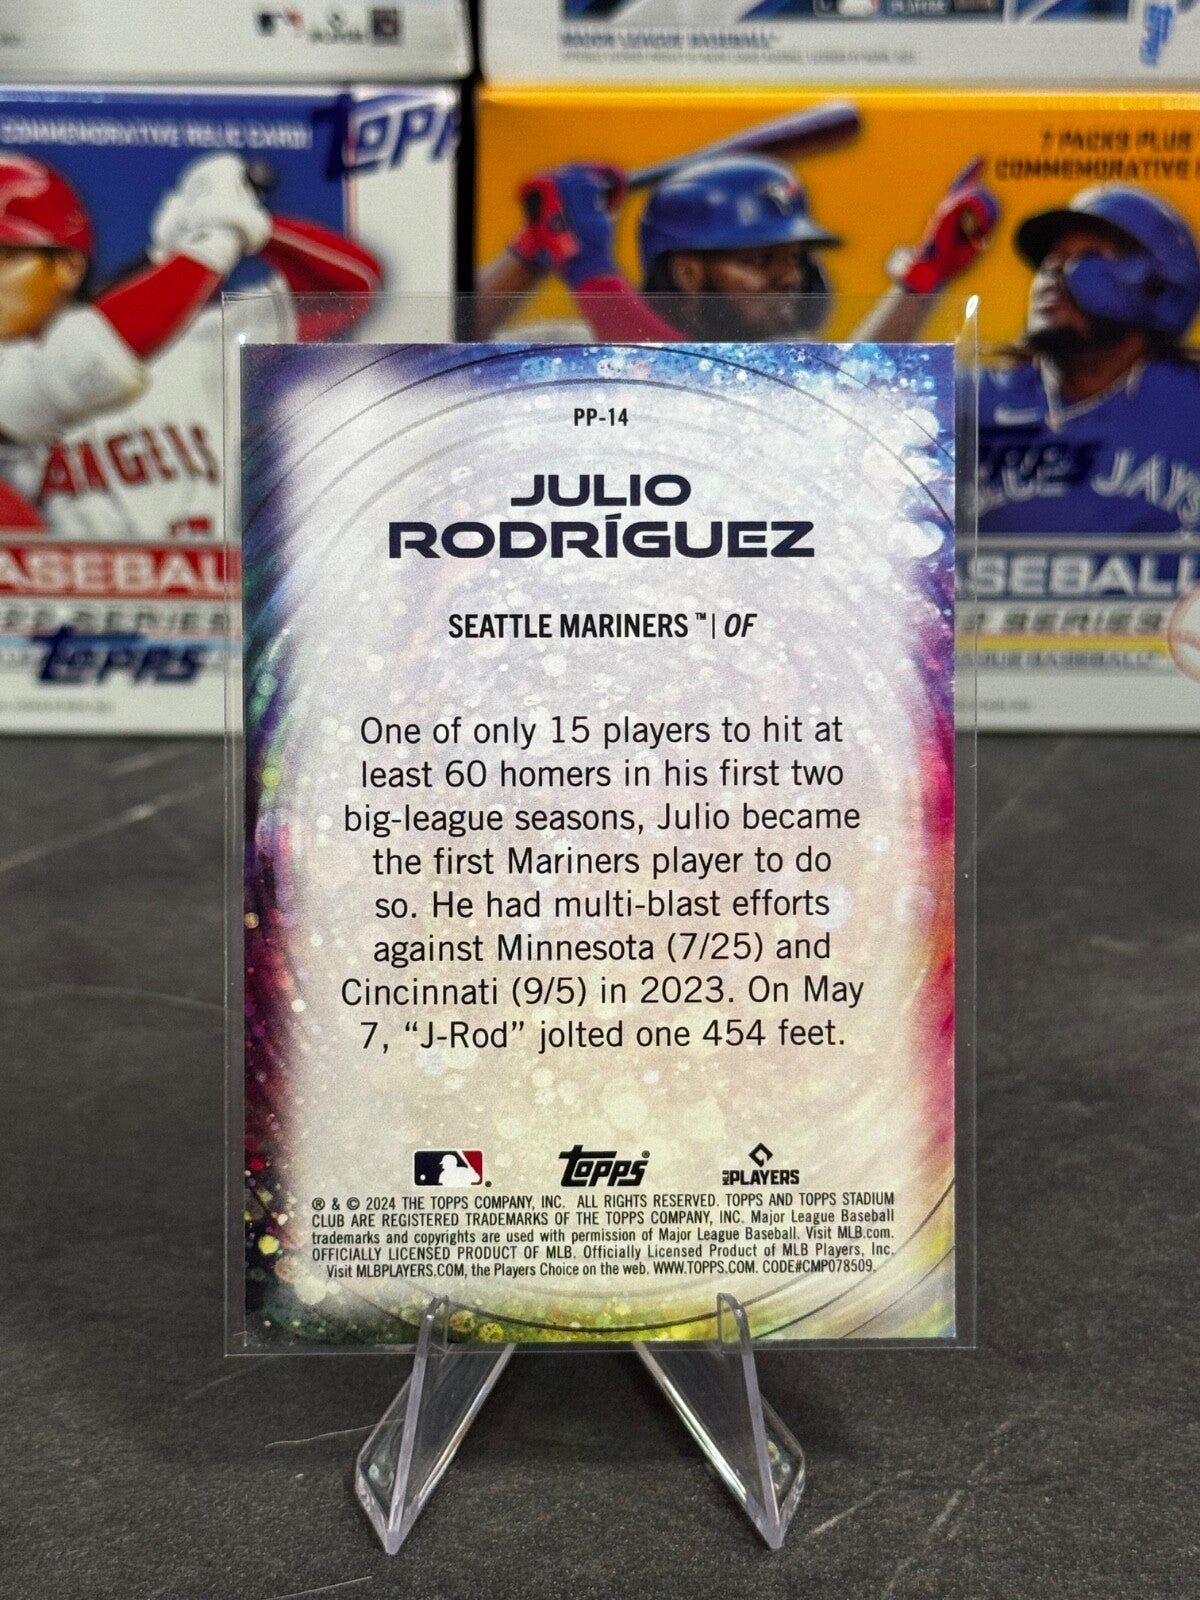 MAJOR LEAGUE BASEBALL
COMMEMORATIVE RELIC CARD!
TOPPS
7 PACKS PLUS
COMMEMORATIVE
ANGELS
JAYS
ASEBAL
SERIES
TOPPS
SEBALL
SERIES
PP-14
JULIO
RODRÍGUEZ
SEATTLE MARINERS™ | OF
One of only 15 players to hit at
least 60 homers in his first two
big-league seasons, Julio became
the first Mariners player to do
so. He had multi-blast efforts
against Minnesota (7/25) and
Cincinnati (9/5) in 2023. On May
7, “J-Rod” jolted one 454 feet.
TOPPS®
MLB PLAYERS
® & © 2024 THE TOPPS COMPANY, INC. ALL RIGHTS RESERVED. TOPPS AND TOPPS STADIUM
CLUB ARE REGISTERED TRADEMARKS OF THE TOPPS COMPANY, INC. Major League Baseball
trademarks and copyrights are used with permission of Major League Baseball. Visit MLB.com.
OFFICIALLY LICENSED PRODUCT OF MLB. Officially Licensed Product of MLB Players, Inc.
Visit MLBPLAYERS.COM, the Players Choice on the web. WWW.TOPPS.COM. CODE#CMP078509.